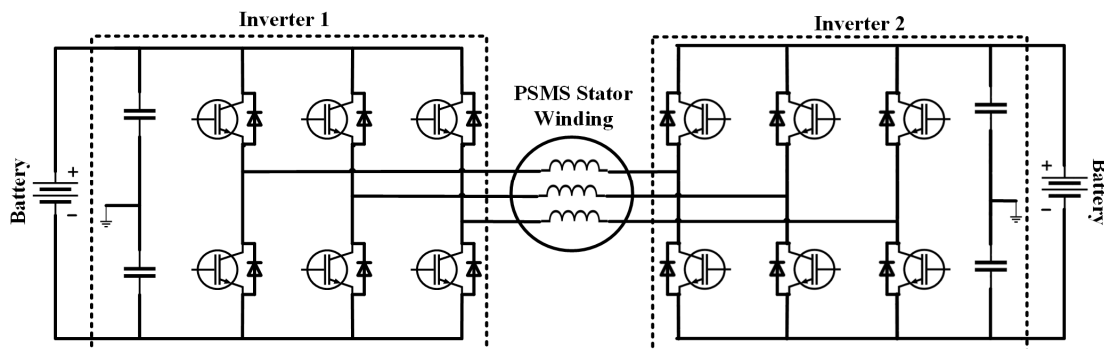 Inverter 1
Inverter 2
PSMS Stator
Winding
Battery
+
−
Battery
+
−